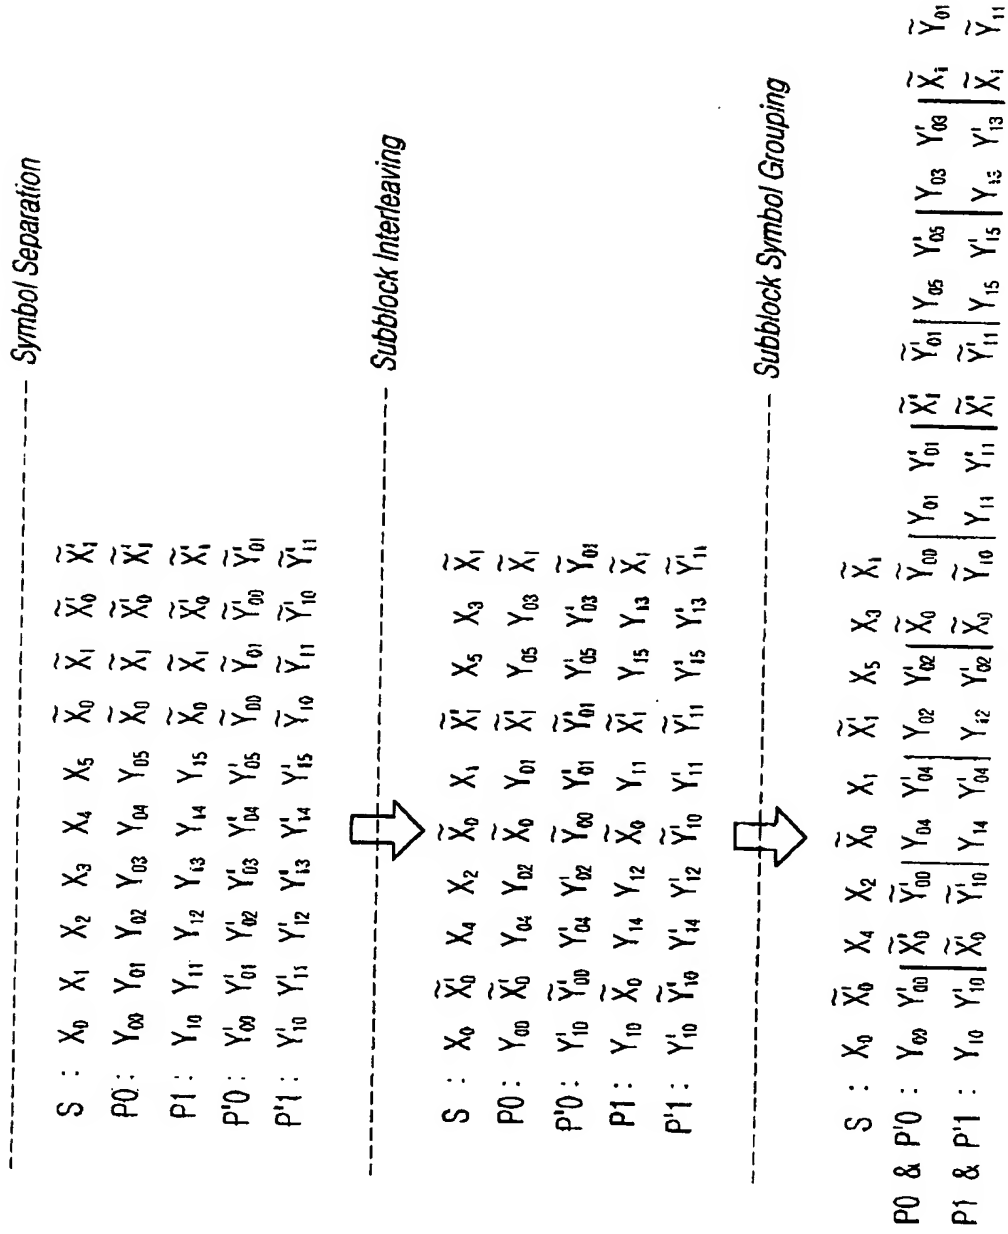 Symbol Separation
S : X₀ X₁ X₂ X₃ X₄ X₅ X̃₀ X̃₁ X̃'₀ X̃'₁
P0 : Y₀₀ Y₀₁ Y₀₂ Y₀₃ Y₀₄ Y₀₅ X̃₀ X̃₁ X̃'₀ X̃'₁
P1 : Y₁₀ Y₁₁ Y₁₂ Y₁₃ Y₁₄ Y₁₅ X̃₀ X̃₁ X̃'₀ X̃'₁
P'0 : Y'₀₀ Y'₀₁ Y'₀₂ Y'₀₃ Y'₀₄ Y'₀₅ Ỹ₀₀ Ỹ₀₁ Ỹ'₀₀ Ỹ'₀₁
P'1 : Y'₁₀ Y'₁₁ Y'₁₂ Y'₁₃ Y'₁₄ Y'₁₅ Ỹ₁₀ Ỹ₁₁ Ỹ'₁₀ Ỹ'₁₁
Subblock Interleaving
S : X₀ X̃'₀ X₄ X₂ X̃₀ X₁ X̃'₁ X₅ X₃ X̃₁
P0 : Y₀₀ X̃'₀ Y₀₄ Y₀₂ X̃₀ Y₀₁ X̃'₁ Y₀₅ Y₀₃ X̃₁
P'0 : Y'₁₀ Ỹ'₀₀ Y'₀₄ Y'₀₂ Ỹ₀₀ Y'₀₁ Ỹ'₀₁ Y'₀₅ Y'₀₃ Ỹ₀₁
P1 : Y₁₀ X̃₀ Y₁₄ Y₁₂ X̃₀ Y₁₁ X̃'₁ Y₁₅ Y₁₃ X̃₁
P'1 : Y'₁₀ Ỹ'₁₀ Y'₁₄ Y'₁₂ Ỹ'₁₀ Y'₁₁ Ỹ'₁₁ Y'₁₅ Y'₁₃ Ỹ'₁₁
Subblock Symbol Grouping
S : X₀ X̃'₀ X₄ X₂ X̃₀ X₁ X̃'₁ X₅ X₃ X̃₁
P0 & P'0 : Y₀₀ Y'₀₀ | X̃'₀ Ỹ'₀₀ | Y₀₄ Y'₀₄ | Y₀₂ Y'₀₂ | X̃₀ Ỹ₀₀ | Y₀₁ Y'₀₁ | X̃'₁ Ỹ'₀₁ | Y₀₅ Y'₀₅ | Y₀₃ Y'₀₃ | X̃₁ Ỹ₀₁
P1 & P'1 : Y₁₀ Y'₁₀ | X̃'₀ Ỹ'₁₀ | Y₁₄ Y'₀₄ | Y₁₂ Y'₀₂ | X̃₀ Ỹ₁₀ | Y₁₁ Y'₁₁ | X̃'₁ Ỹ'₁₁ | Y₁₅ Y'₁₅ | Y₁₃ Y'₁₃ | X̃₁ Ỹ₁₁